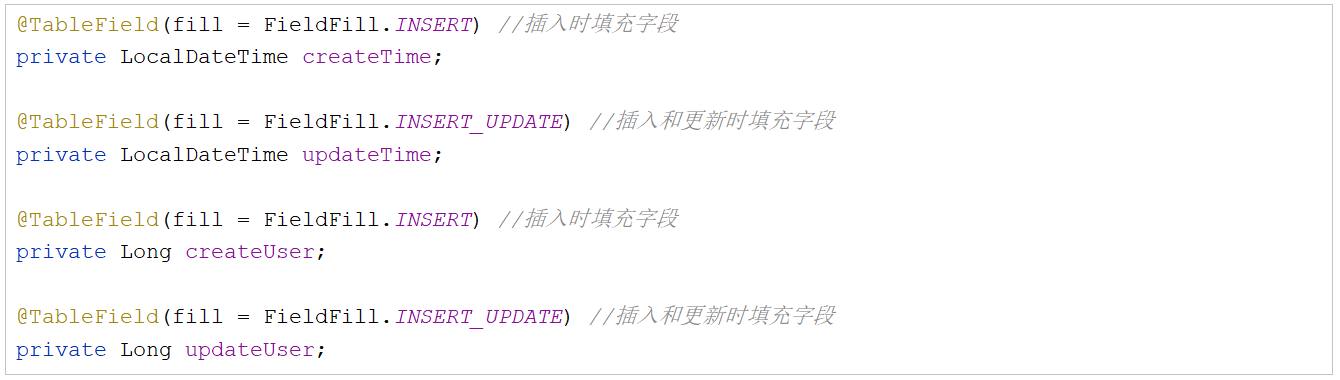 @TableField(fill = FieldFill.INSERT) //插入时填充字段
private LocalDateTime createTime;
@TableField(fill = FieldFill.INSERT_UPDATE) //插入和更新时填充字段
private LocalDateTime updateTime;
@TableField(fill = FieldFill.INSERT) //插入时填充字段
private Long createUser;
@TableField(fill = FieldFill.INSERT_UPDATE) //插入和更新时填充字段
private Long updateUser;